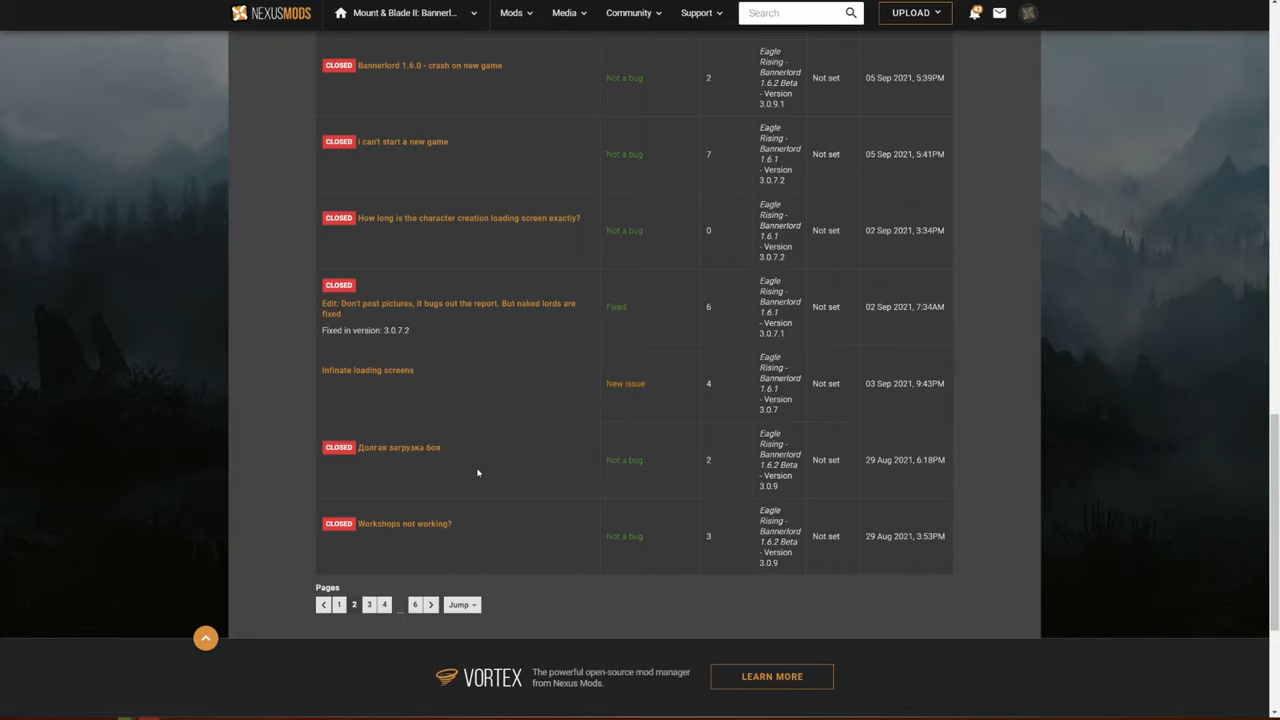 NEXUSMODS
Mount & Blade II: Bannerl...
Mods
Media
Community
Support
Search
UPLOAD
CLOSED Bannerlord 1.6.0 - crash on new game
Not a bug
2
Eagle
Rising -
Bannerlord
1.6.2 Beta
- Version
3.0.9.1
Not set
05 Sep 2021, 5:39PM
CLOSED I can't start a new game
Not a bug
7
Eagle
Rising -
Bannerlord
1.6.1
- Version
3.0.7.2
Not set
05 Sep 2021, 5:41PM
CLOSED How long is the character creation loading screen exactly?
Not a bug
0
Eagle
Rising -
Bannerlord
1.6.1
- Version
3.0.7.2
Not set
02 Sep 2021, 3:34PM
CLOSED
Edit: Don't post pictures, it bugs out the report. But naked lords are
fixed
Fixed in version: 3.0.7.2
Fixed
6
Eagle
Rising -
Bannerlord
1.6.1
- Version
3.0.7.1
Not set
02 Sep 2021, 7:34AM
Infinate loading screens
New issue
4
Eagle
Rising -
Bannerlord
1.6.1
- Version
3.0.7
Not set
03 Sep 2021, 9:43PM
CLOSED Долгая загрузка боя
Not a bug
2
Eagle
Rising -
Bannerlord
1.6.2 Beta
- Version
3.0.9
Not set
29 Aug 2021, 6:18PM
CLOSED Workshops not working?
Not a bug
3
Eagle
Rising -
Bannerlord
1.6.2 Beta
- Version
3.0.9
Not set
29 Aug 2021, 3:53PM
Pages
1 2 3 4 ... 6 Jump
VORTEX
The powerful open-source mod manager
from Nexus Mods.
LEARN MORE